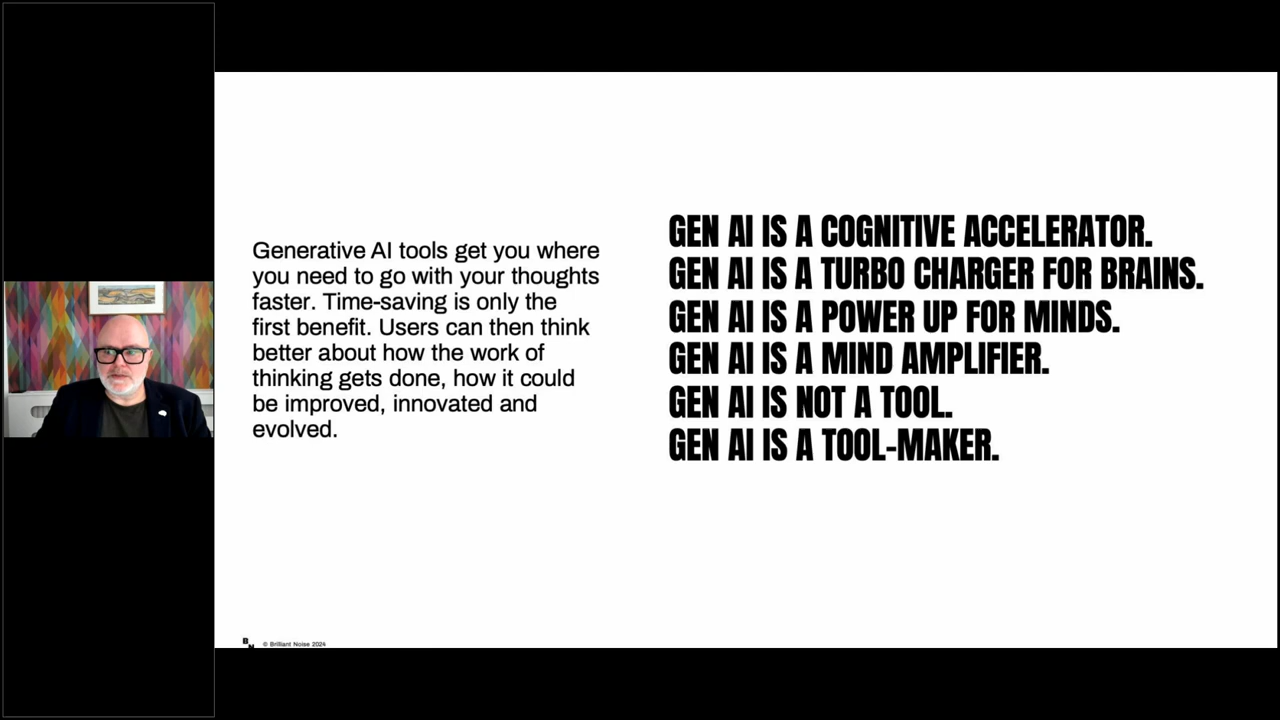 Generative AI tools get you where
you need to go with your thoughts
faster. Time-saving is only the
first benefit. Users can then think
better about how the work of
thinking gets done, how it could
be improved, innovated and
evolved.
GEN AI IS A COGNITIVE ACCELERATOR.
GEN AI IS A TURBO CHARGER FOR BRAINS.
GEN AI IS A POWER UP FOR MINDS.
GEN AI IS A MIND AMPLIFIER.
GEN AI IS NOT A TOOL.
GEN AI IS A TOOL-MAKER.
B
N
© Brilliant Noise 2024